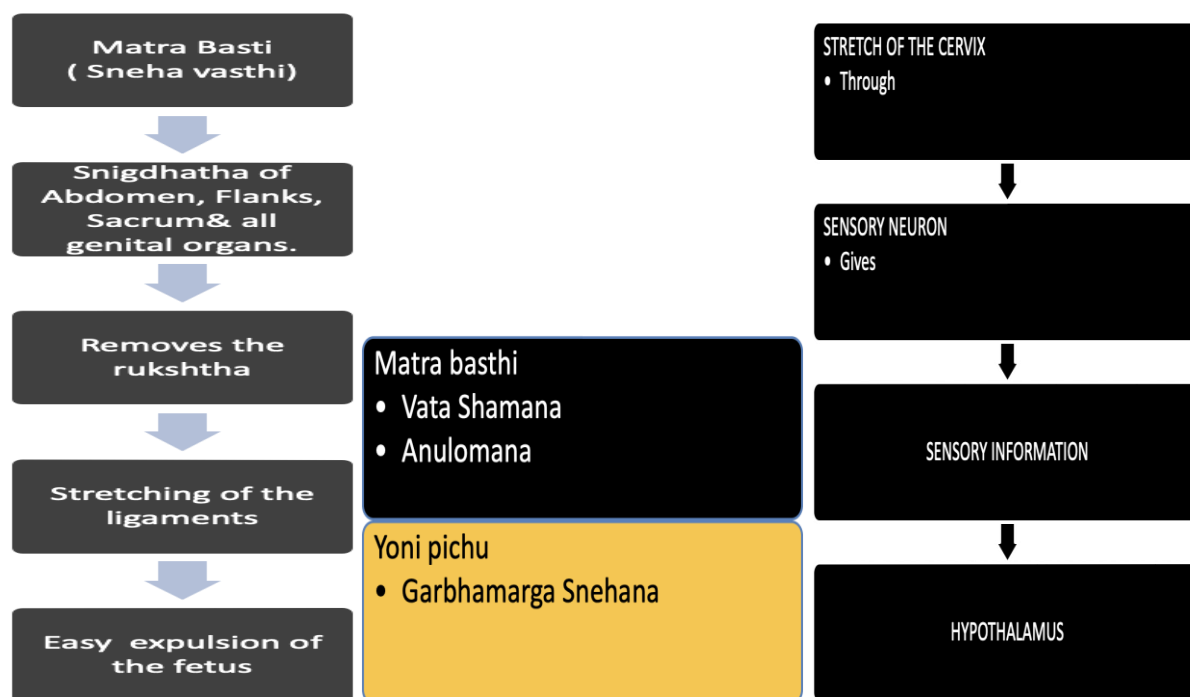 Matra Basti
( Sneha vasthi)
Snigdhatha of
Abdomen, Flanks,
Sacrum& all
genital organs.
Removes the
rukshtha
Stretching of the
ligaments
Easy expulsion of
the fetus
Matra basthi
• Vata Shamana
• Anulomana
Yoni pichu
• Garbhamarga Snehana
STRETCH OF THE CERVIX
• Through
SENSORY NEURON
• Gives
SENSORY INFORMATION
HYPOTHALAMUS